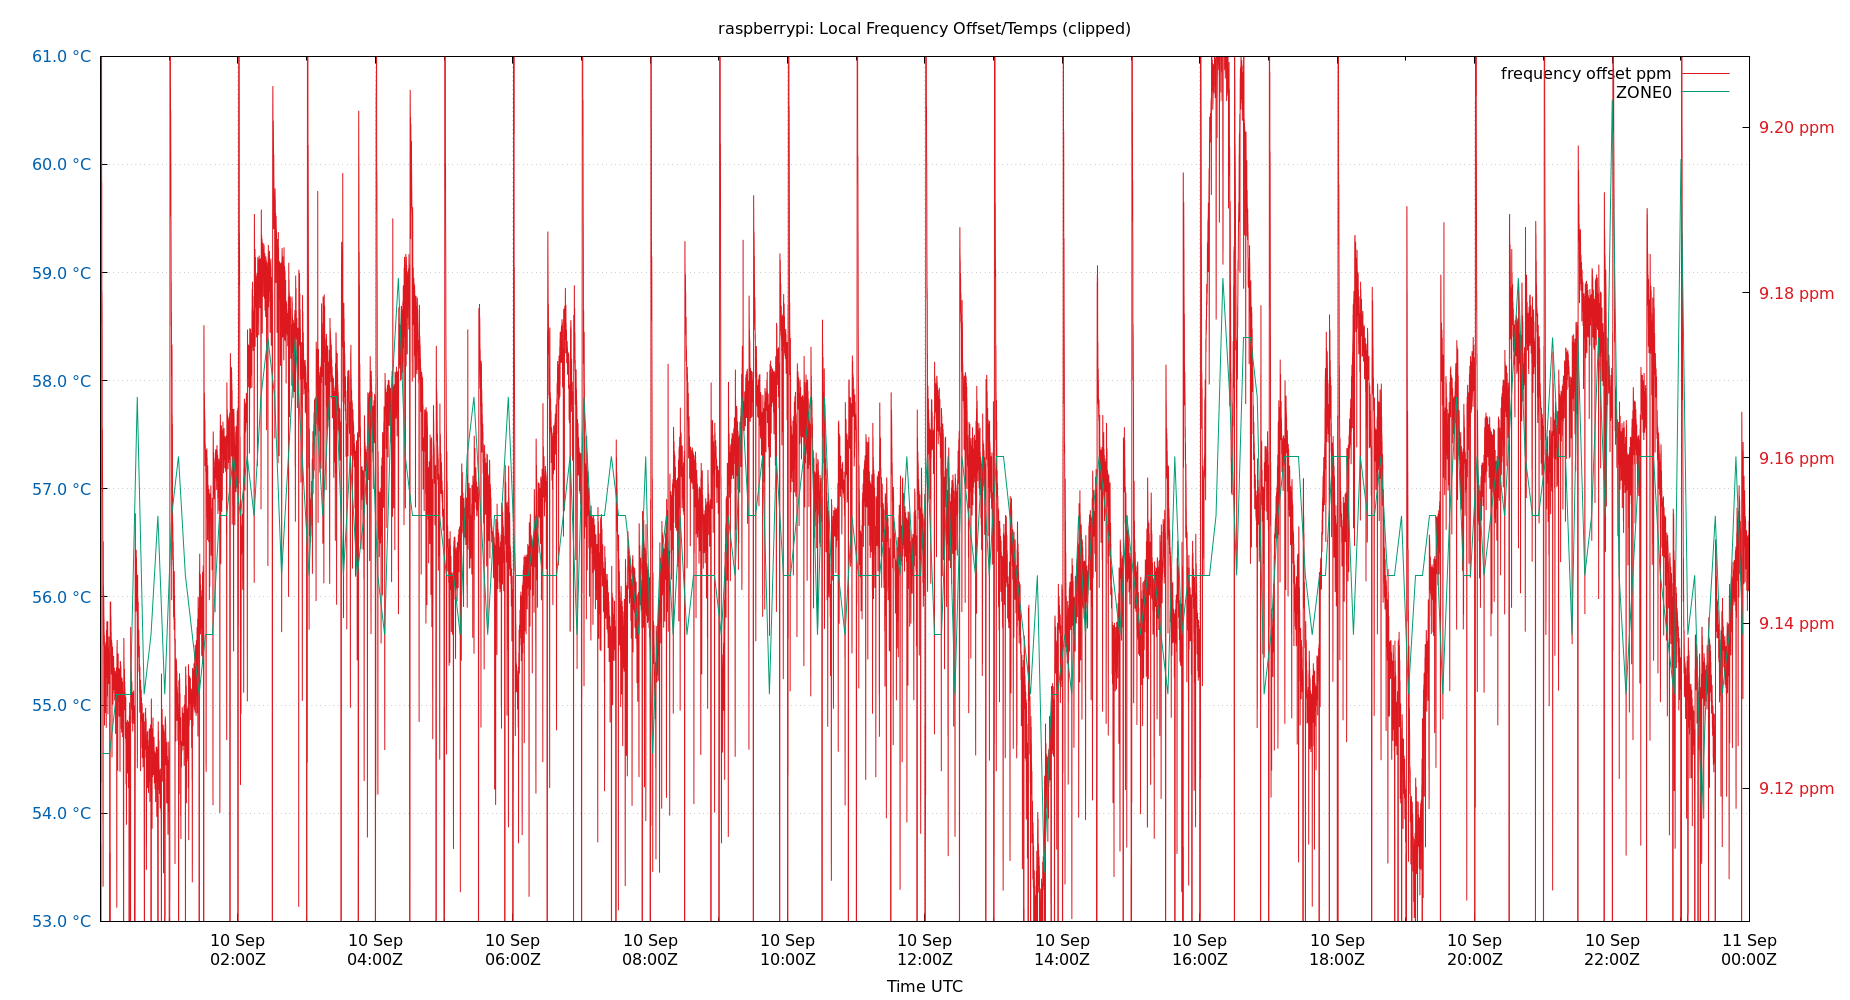 raspberrypi: Local Frequency Offset/Temps (clipped)
61.0 °C
60.0 °C
59.0 °C
58.0 °C
57.0 °C
56.0 °C
55.0 °C
54.0 °C
53.0 °C
frequency offset ppm
ZONE0
9.20 ppm
9.18 ppm
9.16 ppm
9.14 ppm
9.12 ppm
10 Sep 10 Sep 10 Sep 10 Sep 10 Sep 10 Sep 10 Sep 10 Sep 10 Sep 10 Sep 10 Sep 11 Sep
02:00Z 04:00Z 06:00Z 08:00Z 10:00Z 12:00Z 14:00Z 16:00Z 18:00Z 20:00Z 22:00Z 00:00Z
Time UTC